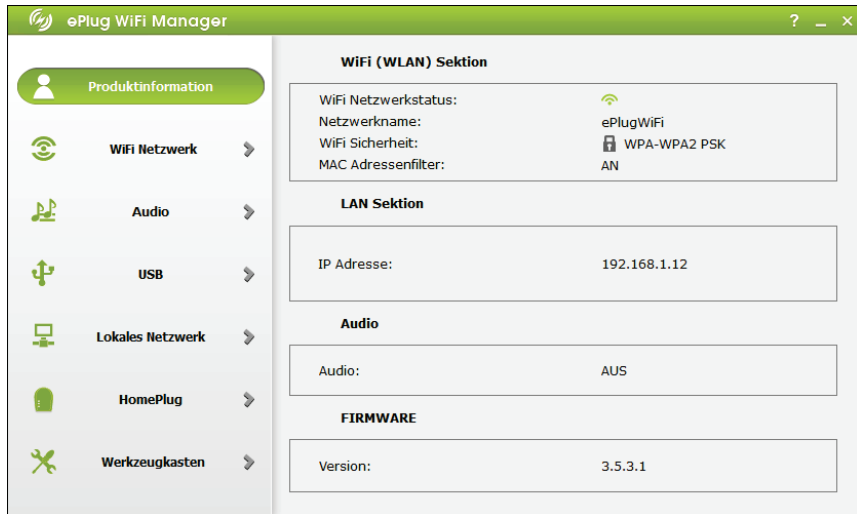 ePlug WiFi Manager ? _ ×
Produktinformation
WiFi Netzwerk
Audio
USB
Lokales Netzwerk
HomePlug
Werkzeugkasten
WiFi (WLAN) Sektion
WiFi Netzwerkstatus:
Netzwerkname: ePlugWiFi
WiFi Sicherheit: WPA-WPA2 PSK
MAC Adressenfilter: AN
LAN Sektion
IP Adresse: 192.168.1.12
Audio
Audio: AUS
FIRMWARE
Version: 3.5.3.1